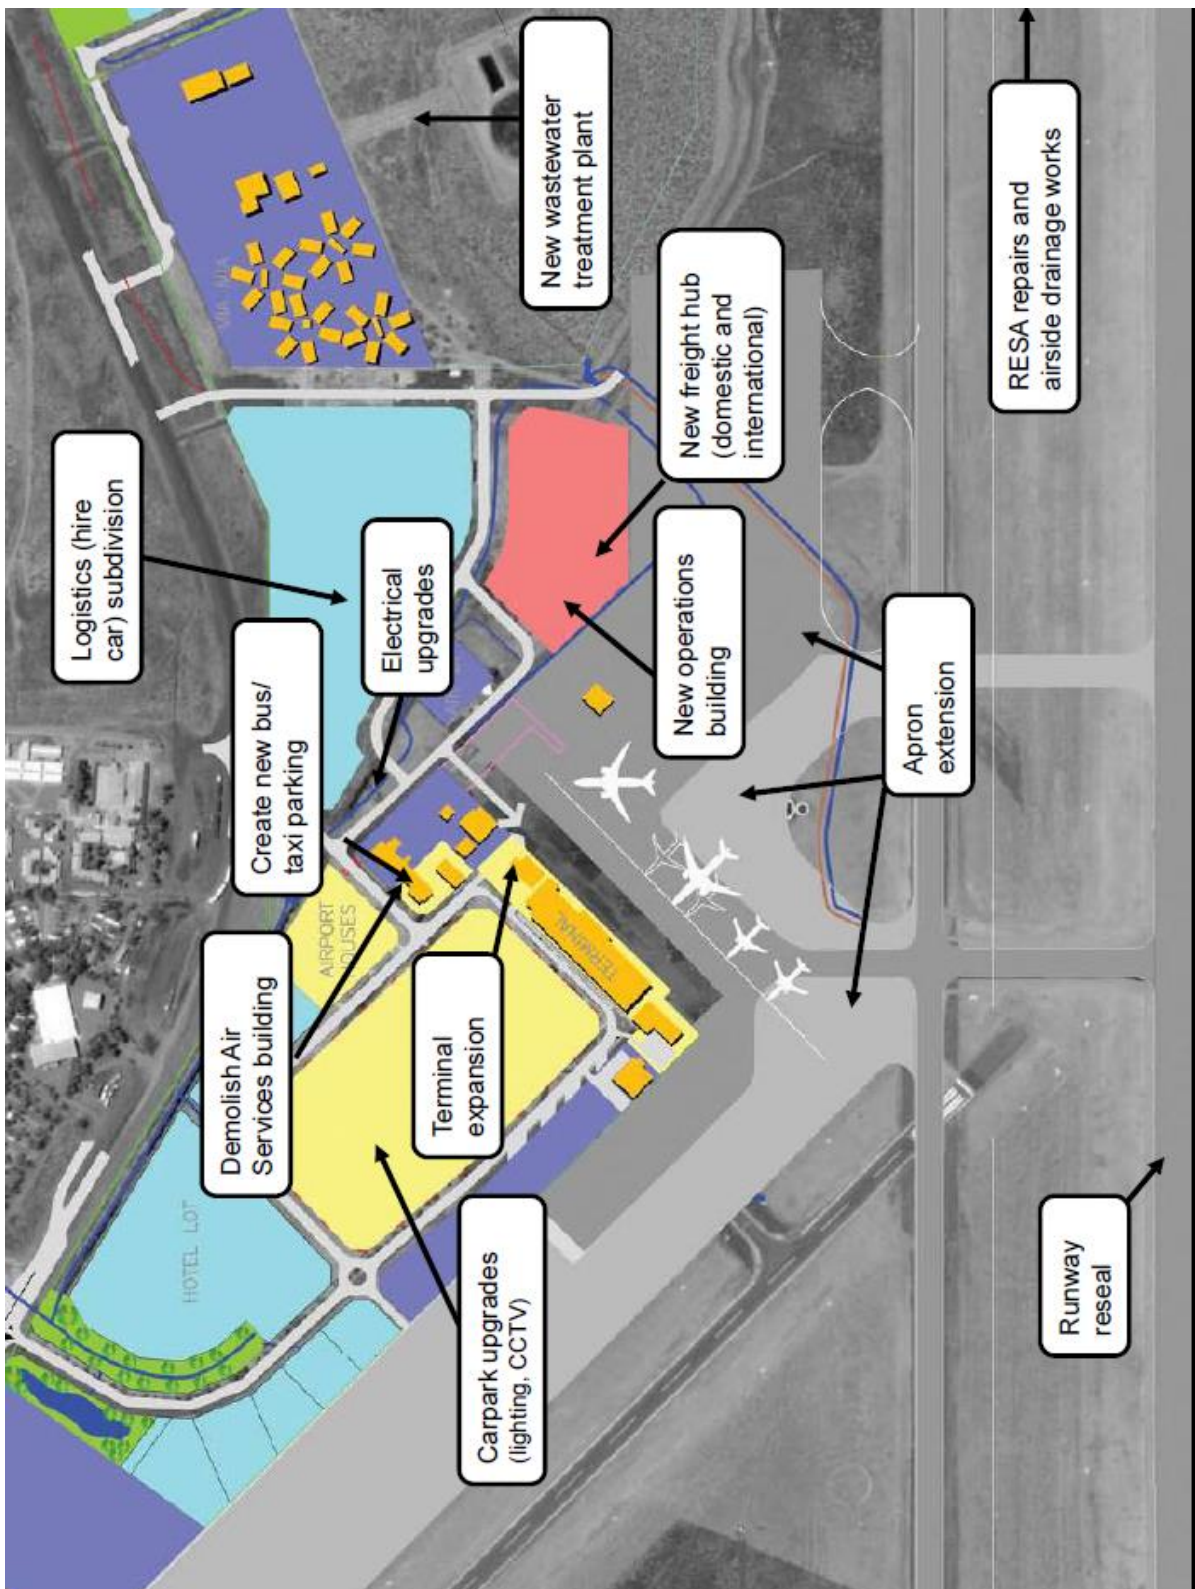 Logistics (hire
car) subdivision
Create new bus/
taxi parking
Electrical
upgrades
Demolish Air
Services building
Terminal
expansion
Carpark upgrades
(lighting, CCTV)
New wastewater
treatment plant
New freight hub
(domestic and
international)
New operations
building
Apron
extension
RESA repairs and
airside drainage works
Runway
reseal
HOTEL LOT
AIRPORT
HOUSES
TERMINAL